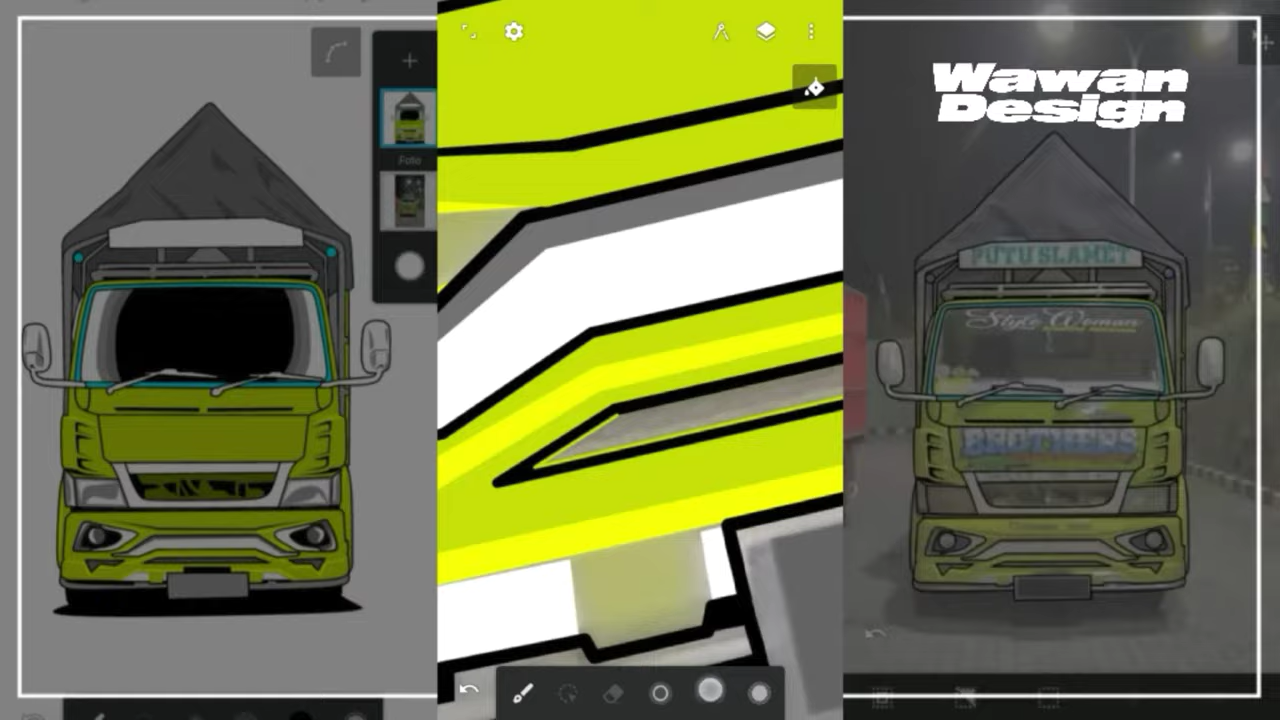 Foto
Wawan
Design
PUTU SLAMET
Style Woman
BROTHERS